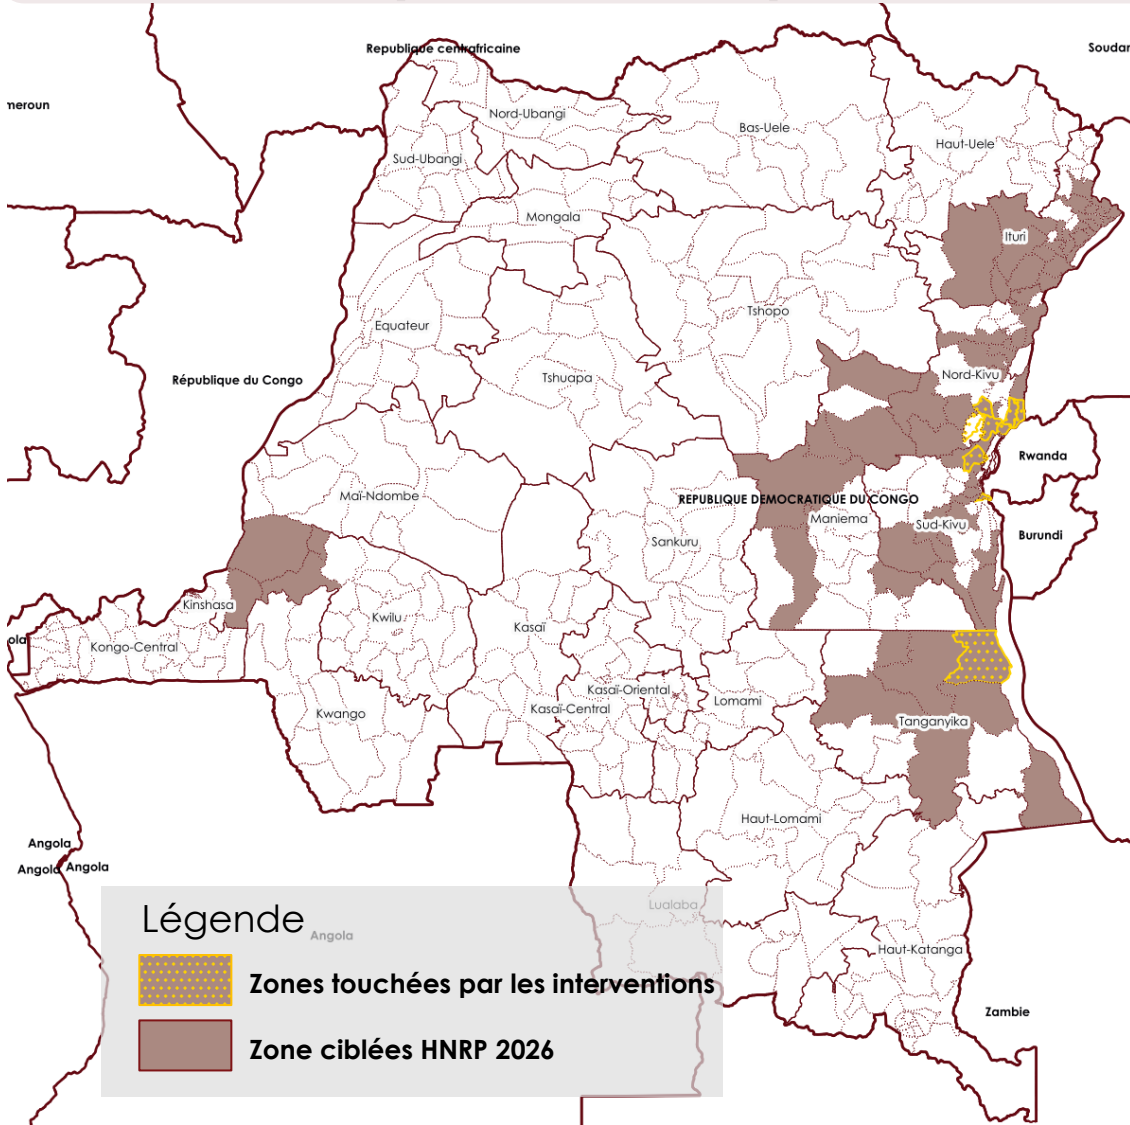 Republique centrafricaine
Soudan
meroun
Nord-Ubangi
Bas-Uele
Haut-Uele
Sud-Ubangi
Mongala
Ituri
Tshopo
Equateur
Nord-Kivu
République du Congo
Tshuapa
Rwanda
Maï-Ndombe
REPUBLIQUE DEMOCRATIQUE DU CONGO
Maniema
Sud-Kivu
Burundi
Sankuru
Kinshasa
Kwilu
Kasaï
ola
Kongo-Central
Kasaï-Oriental
Lomami
Kasaï-Central
Kwango
Tanganyika
Haut-Lomami
Angola
Angola
Angola
Lualaba
Légende
Angola
Haut-Katanga
Zones touchées par les interventions
Zambie
Zone ciblées HNRP 2026